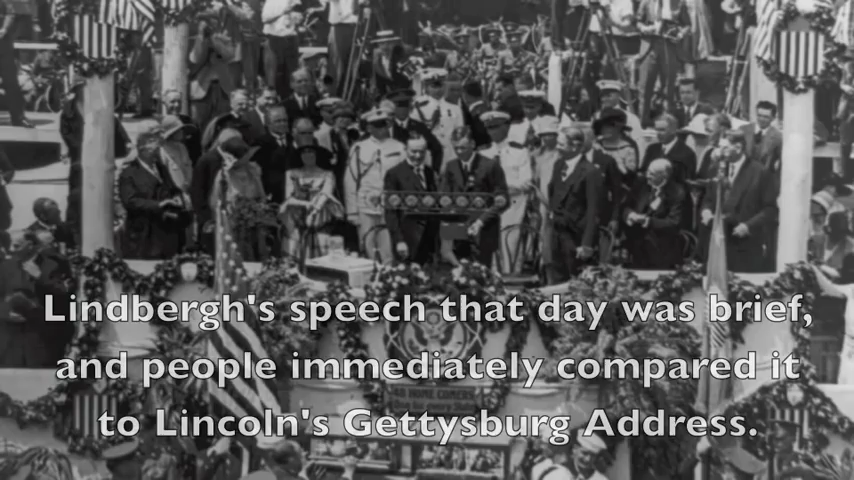 Lindbergh's speech that day was brief,
and people immediately compared it
to Lincoln's Gettysburg Address.